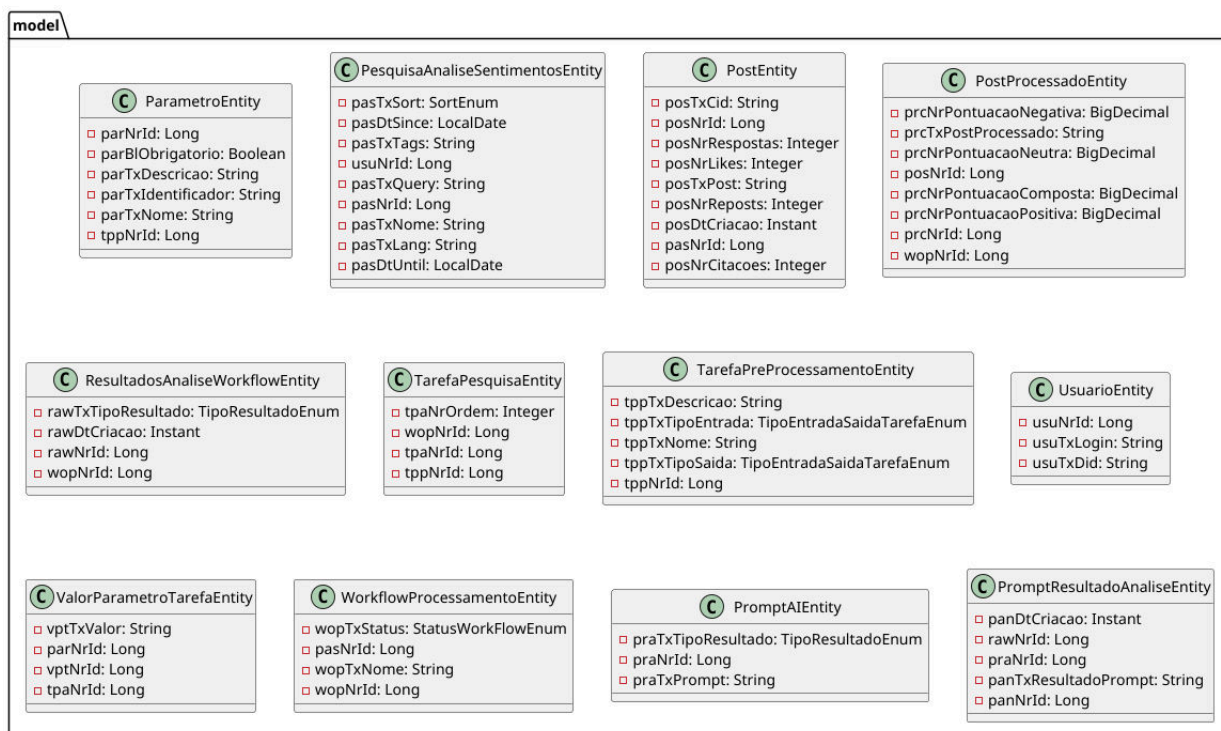 model
C ParametroEntity
parNrId: Long
parBlObrigatorio: Boolean
parTxDescricao: String
parTxIdentificador: String
parTxNome: String
tppNrId: Long
C PesquisaAnaliseSentimentosEntity
pasTxSort: SortEnum
pasDtSince: LocalDate
pasTxTags: String
usuNrId: Long
pasTxQuery: String
pasNrId: Long
pasTxNome: String
pasTxLang: String
pasDtUntil: LocalDate
C PostEntity
posTxCid: String
posNrId: Long
posNrRespostas: Integer
posNrLikes: Integer
posTxPost: String
posNrReposts: Integer
posDtCriacao: Instant
pasNrId: Long
posNrCitacoes: Integer
C PostProcessadoEntity
prcNrPontuacaoNegativa: BigDecimal
prcTxPostProcessado: String
prcNrPontuacaoNeutra: BigDecimal
posNrId: Long
prcNrPontuacaoComposta: BigDecimal
prcNrPontuacaoPositiva: BigDecimal
prcNrId: Long
wopNrId: Long
C ResultadosAnaliseWorkflowEntity
rawTxTipoResultado: TipoResultadoEnum
rawDtCriacao: Instant
rawNrId: Long
wopNrId: Long
C TarefaPesquisaEntity
tpaNrOrdem: Integer
wopNrId: Long
tpaNrId: Long
tppNrId: Long
C TarefaPreProcessamentoEntity
tppTxDescricao: String
tppTxTipoEntrada: TipoEntradaSaidaTarefaEnum
tppTxNome: String
tppTxTipoSaida: TipoEntradaSaidaTarefaEnum
tppNrId: Long
C UsuarioEntity
usuNrId: Long
usuTxLogin: String
usuTxDid: String
C ValorParametroTarefaEntity
vptTxValor: String
parNrId: Long
vptNrId: Long
tpaNrId: Long
C WorkflowProcessamentoEntity
wopTxStatus: StatusWorkFlowEnum
pasNrId: Long
wopTxNome: String
wopNrId: Long
C PromptAIEntity
praTxTipoResultado: TipoResultadoEnum
praNrId: Long
praTxPrompt: String
C PromptResultadoAnaliseEntity
panDtCriacao: Instant
rawNrId: Long
praNrId: Long
panTxResultadoPrompt: String
panNrId: Long